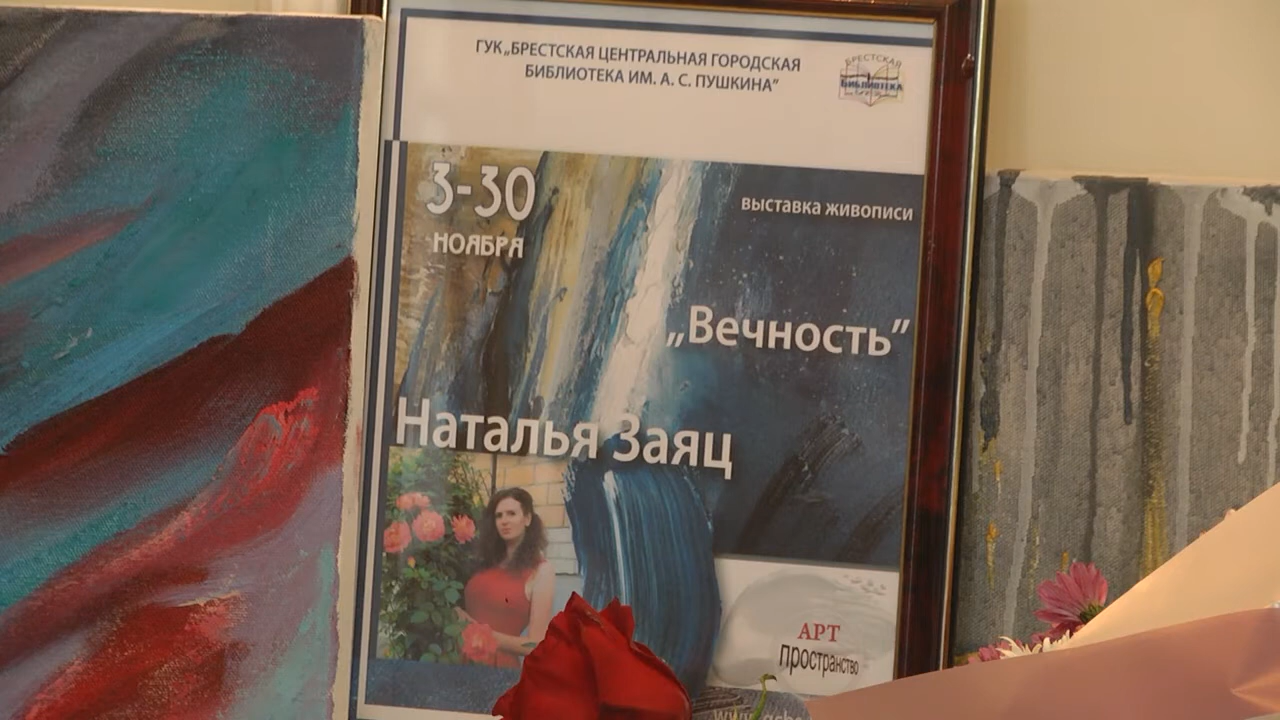 ГУК „БРЕСТСКАЯ ЦЕНТРАЛЬНАЯ ГОРОДСКАЯ
БИБЛИОТЕКА ИМ. А. С. ПУШКИНА”
БРЕСТСКАЯ
БИБЛИОТЕКА
3-30
НОЯБРЯ
выставка живописи
„Вечность”
Наталья Заяц
АРТ
пространство